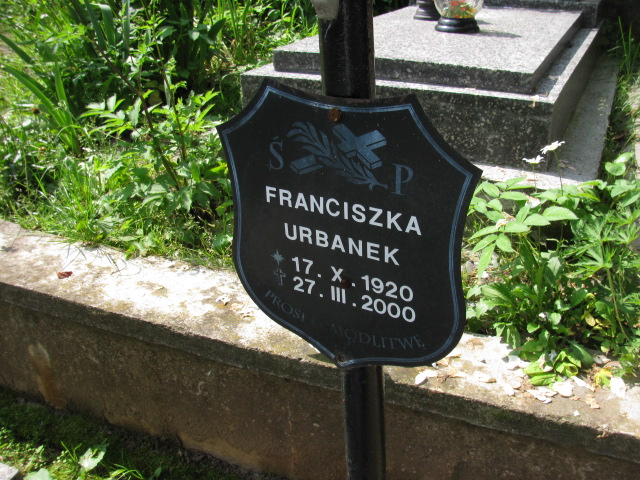 Ś P
FRANCISZKA
URBANEK
17. X. 1920
27. III. 2000
PROSI O MODLITWĘ